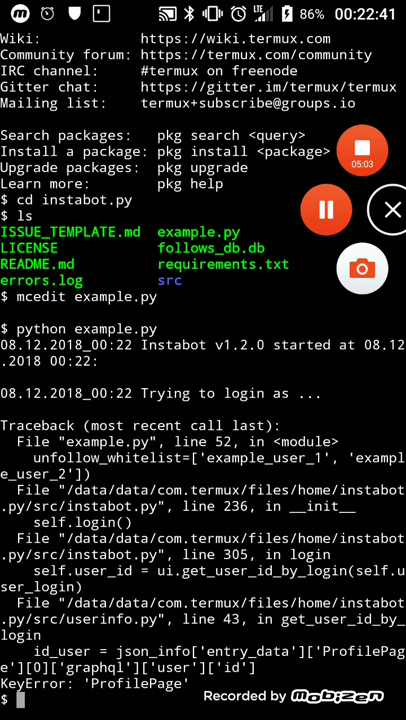 LTE 86% 00:22:41
Wiki: https://wiki.termux.com
Community forum: https://termux.com/community
IRC channel: #termux on freenode
Gitter chat: https://gitter.im/termux/termux
Mailing list: termux+subscribe@groups.io
Search packages: pkg search <query>
Install a package: pkg install <package>
Upgrade packages: pkg upgrade
Learn more: pkg help
$ cd instabot.py
$ ls
ISSUE_TEMPLATE.md example.py
LICENSE follows_db.db
README.md requirements.txt
errors.log src
$ mcedit example.py
$ python example.py
08.12.2018_00:22 Instabot v1.2.0 started at 08.12
.2018 00:22:
08.12.2018_00:22 Trying to login as ...
Traceback (most recent call last):
File "example.py", line 52, in <module>
unfollow_whitelist=['example_user_1', 'exampl
e_user_2'])
File "/data/data/com.termux/files/home/instabot
.py/src/instabot.py", line 236, in __init__
self.login()
File "/data/data/com.termux/files/home/instabot
.py/src/instabot.py", line 305, in login
self.user_id = ui.get_user_id_by_login(self.u
ser_login)
File "/data/data/com.termux/files/home/instabot
.py/src/userinfo.py", line 43, in get_user_id_by_
login
id_user = json_info['entry_data']['ProfilePag
e'][0]['graphql']['user']['id']
KeyError: 'ProfilePage'
$
05:03
Recorded by MOBIZEN